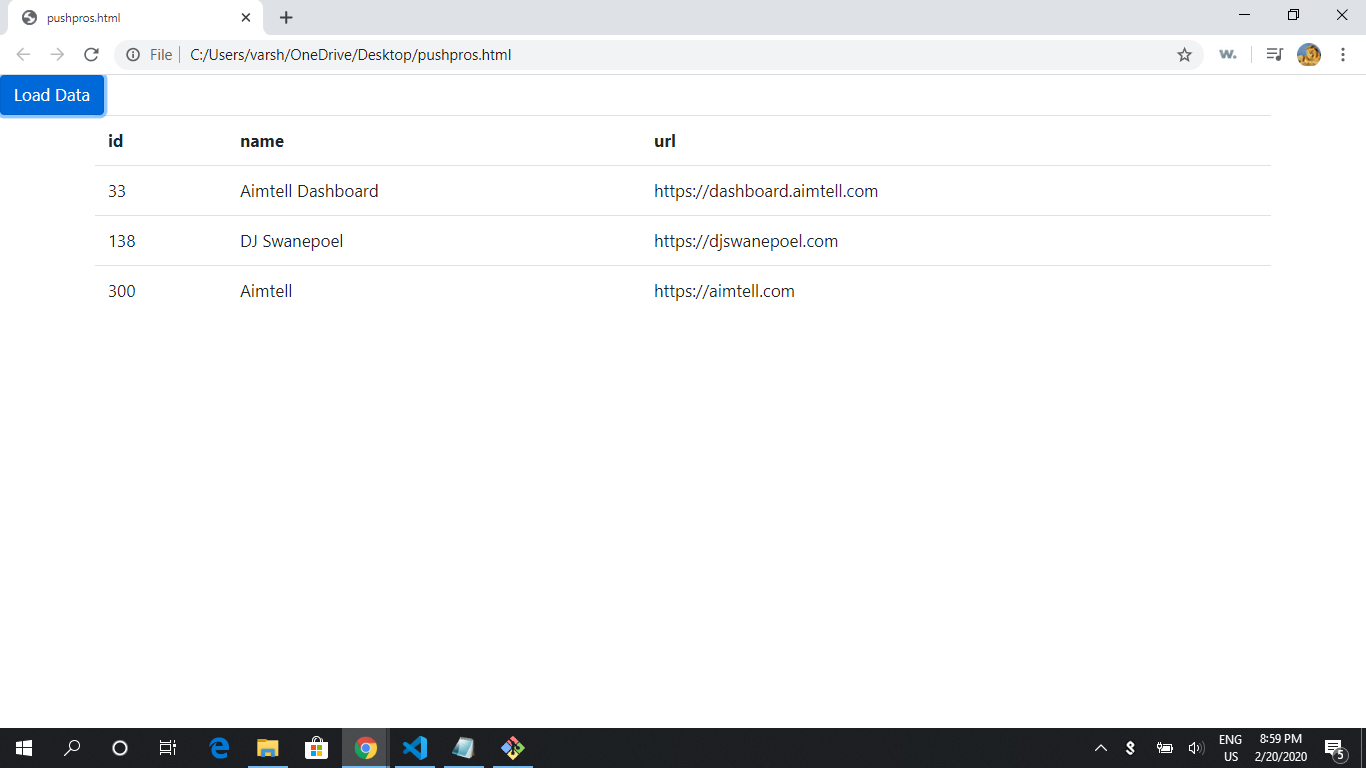 pushpros.html
File C:/Users/varsh/OneDrive/Desktop/pushpros.html
w.
Load Data
id name url
33 Aimtell Dashboard https://dashboard.aimtell.com
138 DJ Swanepoel https://djswanepoel.com
300 Aimtell https://aimtell.com
ENG 8:59 PM
US 2/20/2020
5